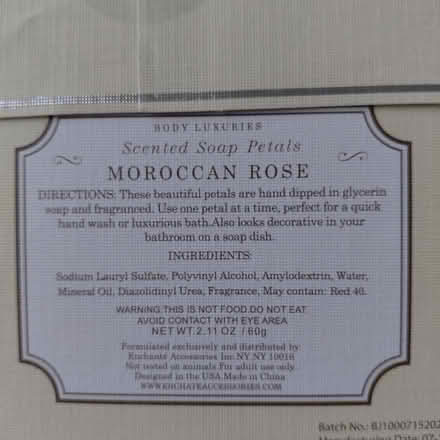 BODY LUXURIES
Scented Soap Petals
MOROCCAN ROSE
DIRECTIONS: These beautiful petals are hand dipped in glycerin
soap and fragranced. Use one petal at a time, perfect for a quick
hand wash or luxurious bath.Also looks decorative in your
bathroom on a soap dish.
INGREDIENTS:
Sodium Lauryl Sulfate, Polyvinyl Alcohol, Amylodextrin, Water,
Mineral Oil, Diazolidinyl Urea, Fragrance, May contain: Red 40.
WARNING:THIS IS NOT FOOD.DO NOT EAT.
AVOID CONTACT WITH EYE AREA
NET WT.2.11 OZ / 60g
Formulated exclusively and distributed by:
Enchanté Accessories Inc.NY.NY 10016
Not tested on animals.For adult use only.
Designed in the USA.Made in China
WWW.ENCHATEACCESSORIES.COM
Batch No.: BJ1000715202
Manufacturing Date: